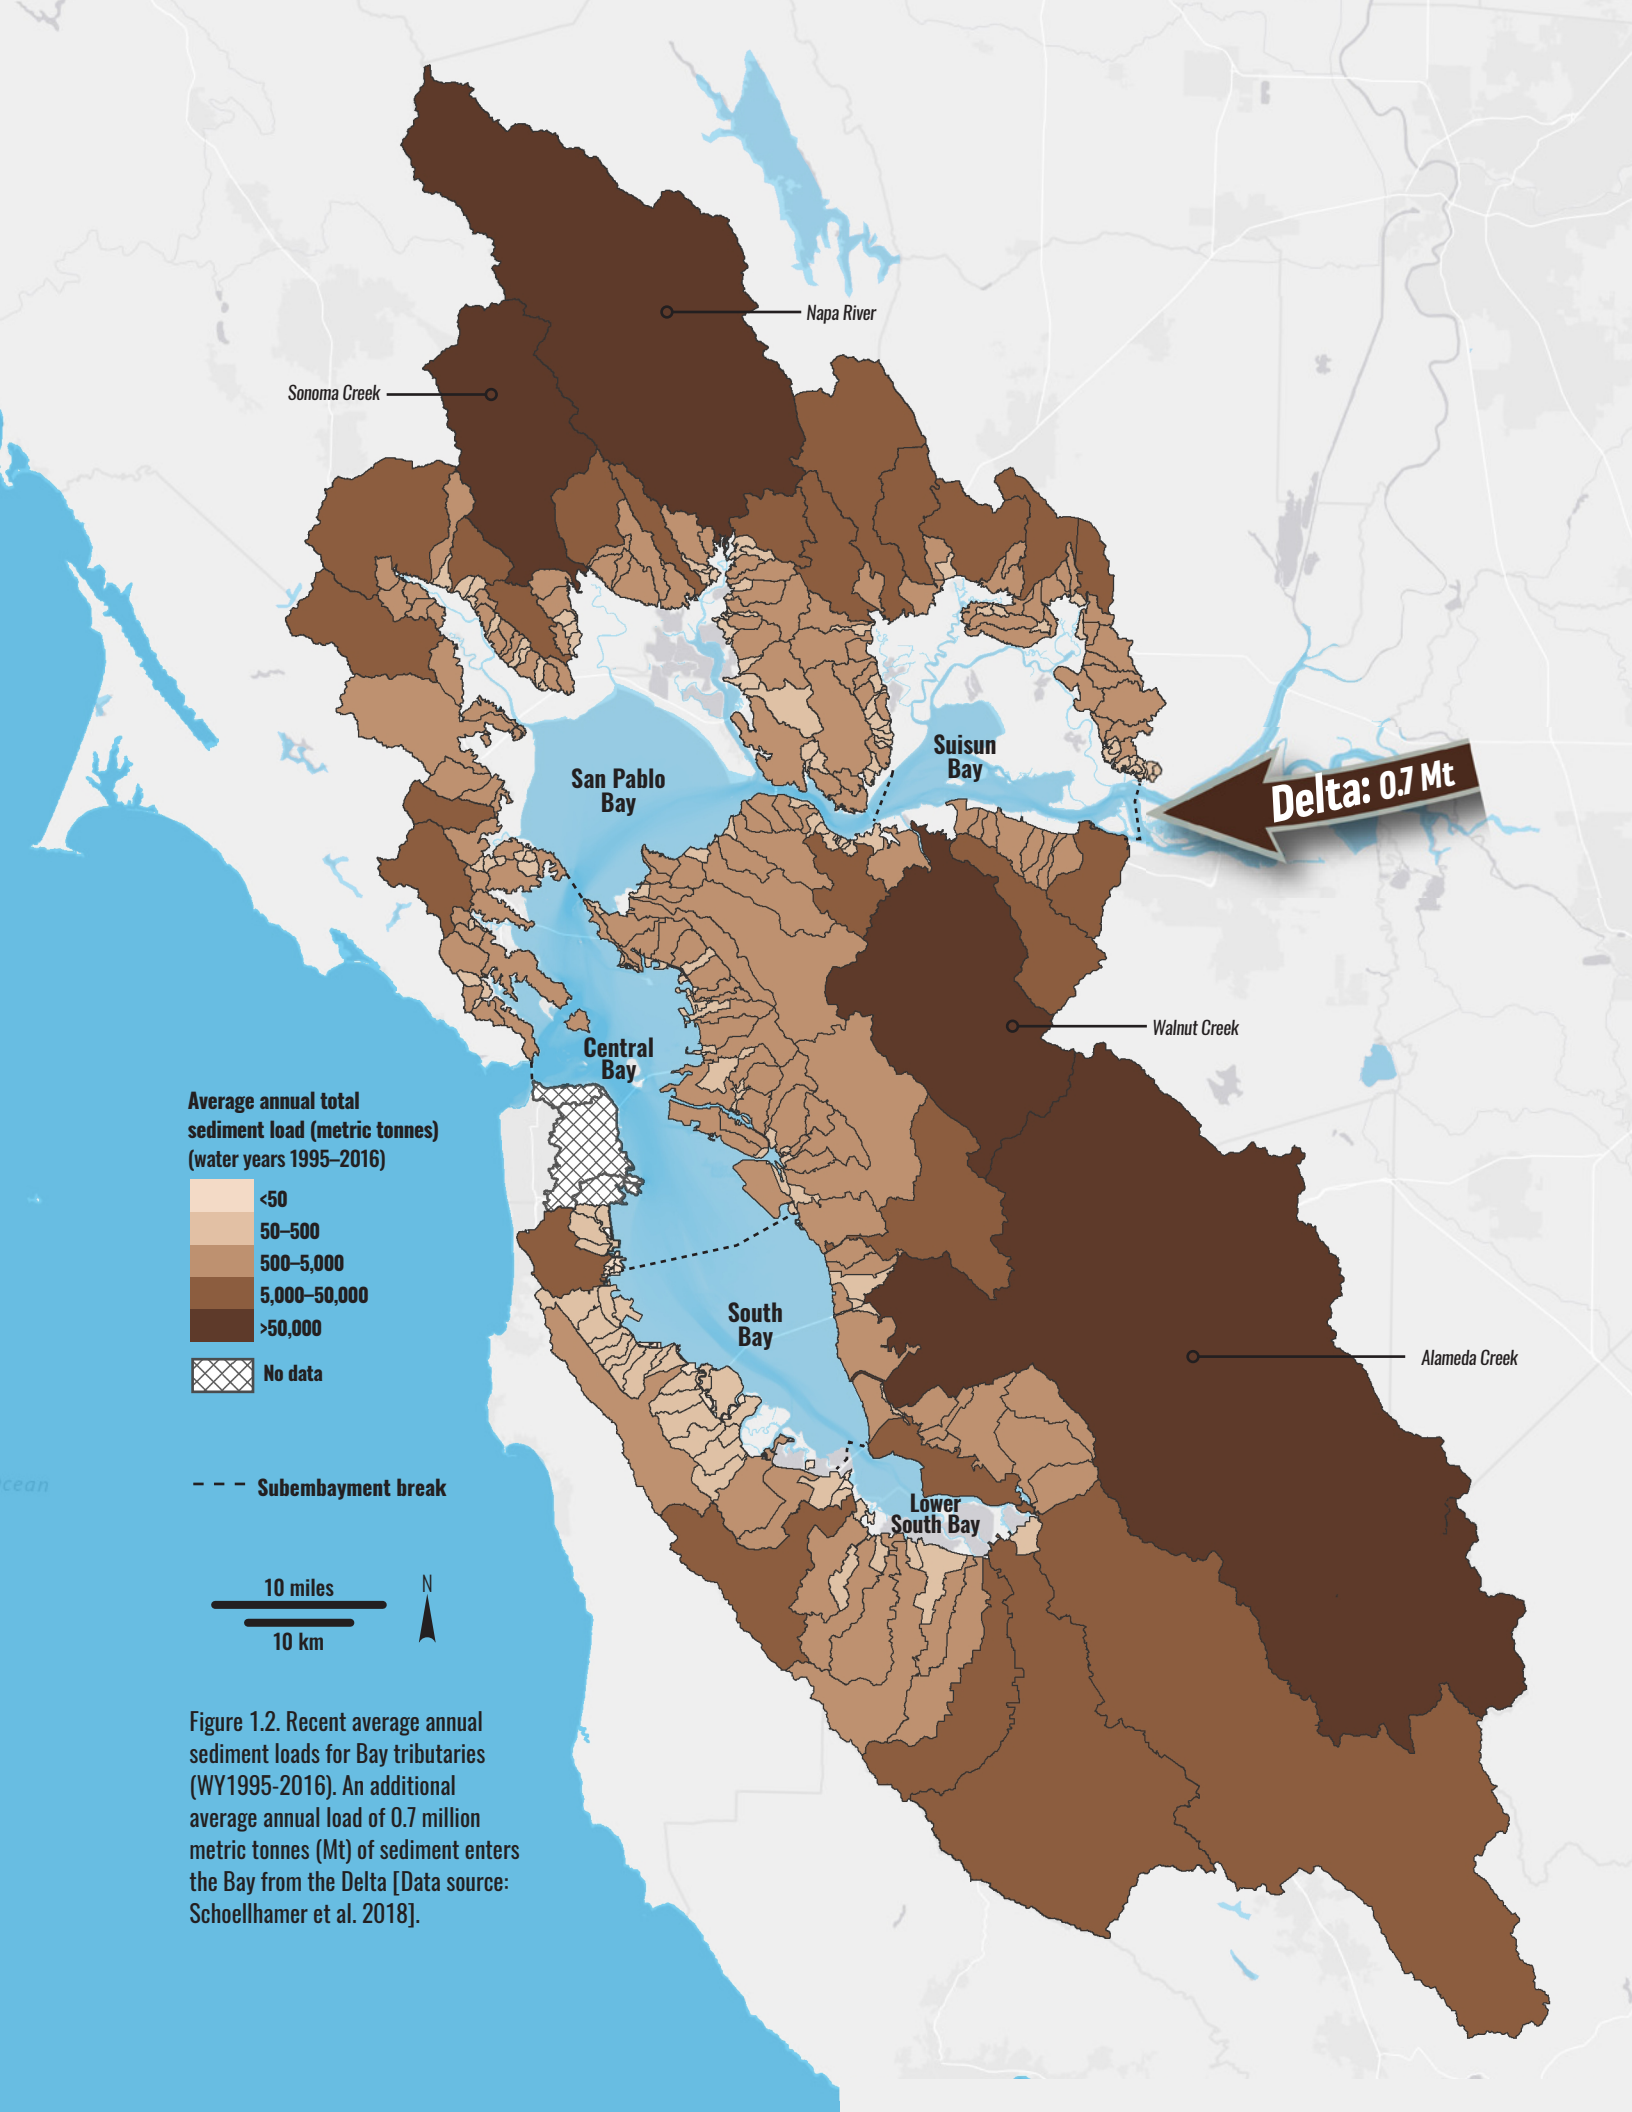 Napa River
Sonoma Creek
Suisun
Bay
San Pablo
Bay
Delta: 0.7 Mt
Walnut Creek
Central
Bay
Average annual total
sediment load (metric tonnes)
(water years 1995–2016)
<50
50–500
500–5,000
5,000–50,000
>50,000
No data
South
Bay
Alameda Creek
cean
Subembayment break
Lower
South Bay
10 miles
N
10 km
Figure 1.2. Recent average annual
sediment loads for Bay tributaries
(WY1995-2016). An additional
average annual load of 0.7 million
metric tonnes (Mt) of sediment enters
the Bay from the Delta [Data source:
Schoellhamer et al. 2018].